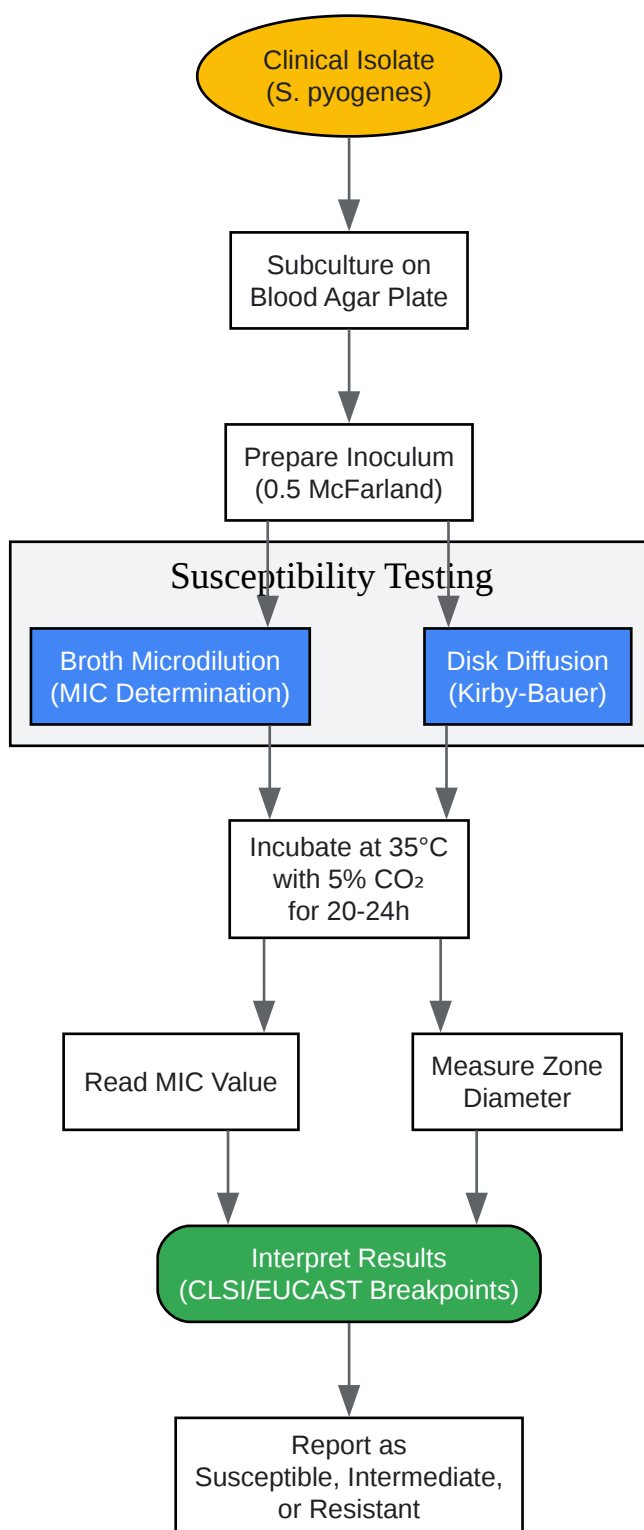 Clinical Isolate
(S. pyogenes)
Subculture on
Blood Agar Plate
Prepare Inoculum
(0.5 McFarland)
Susceptibility Testing
Broth Microdilution
(MIC Determination)
Disk Diffusion
(Kirby-Bauer)
Incubate at 35°C
with 5% CO₂
for 20-24h
Read MIC Value
Measure Zone
Diameter
Interpret Results
(CLSI/EUCAST Breakpoints)
Report as
Susceptible, Intermediate,
or Resistant